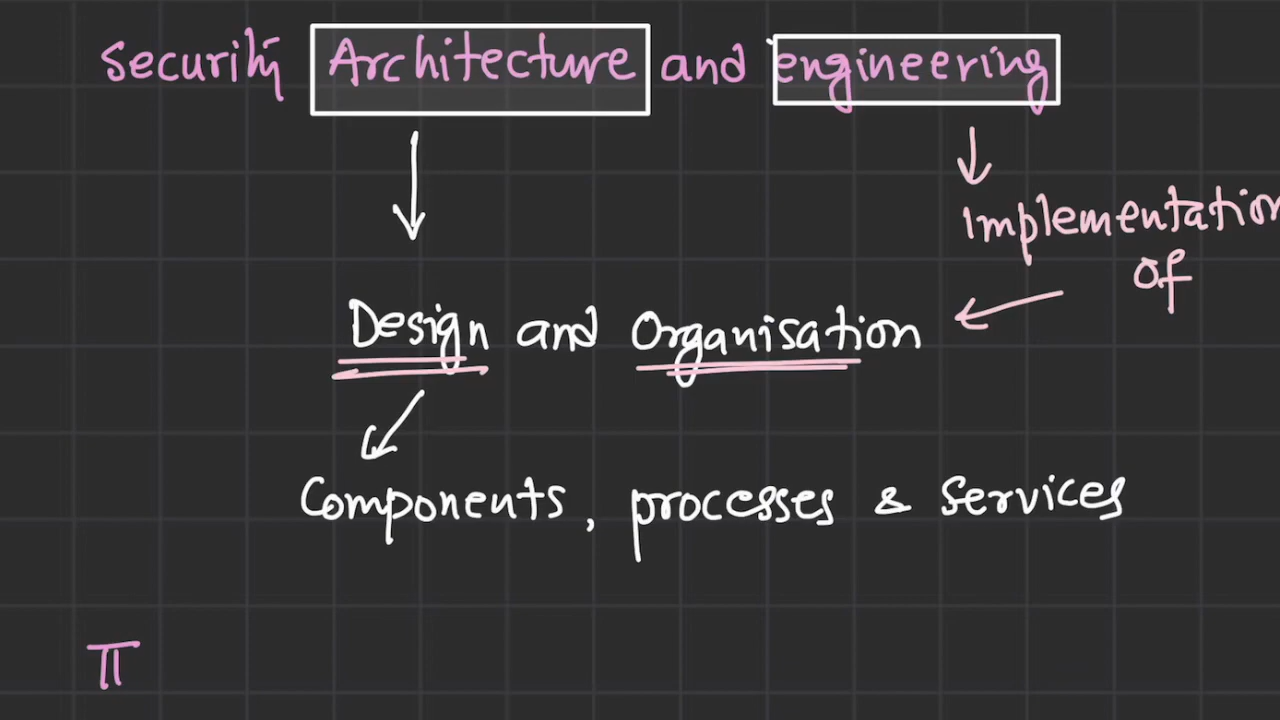 Security Architecture and engineering
Implementation
of
Design and Organisation
Components, processes & Services
π